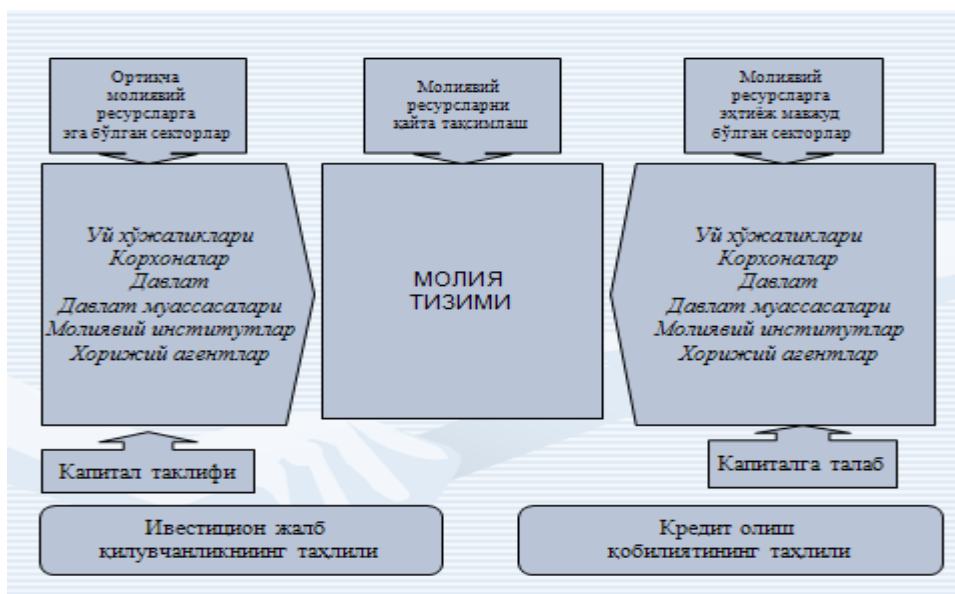 Ортикча
молиявий
ресурсларга
эга бўлган секторлар
Молиявий
ресурсларни
қайта тақсимлаш
Молиявий
ресурсларга
эҳтиёж мавжуд
бўлган секторлар
Уй хўжаликлари
Корхоналар
Давлат
Давлат муассасалари
Молиявий институтлар
Хорижий агентлар
МОЛИЯ
ТИЗИМИ
Уй хўжаликлари
Корхоналар
Давлат
Давлат муассасалари
Молиявий институтлар
Хорижий агентлар
Капитал таклифи
Капиталга талаб
Ивестицион жалб
қилувчанликниинг таҳлили
Кредит олиш
қобилиятининг таҳлили